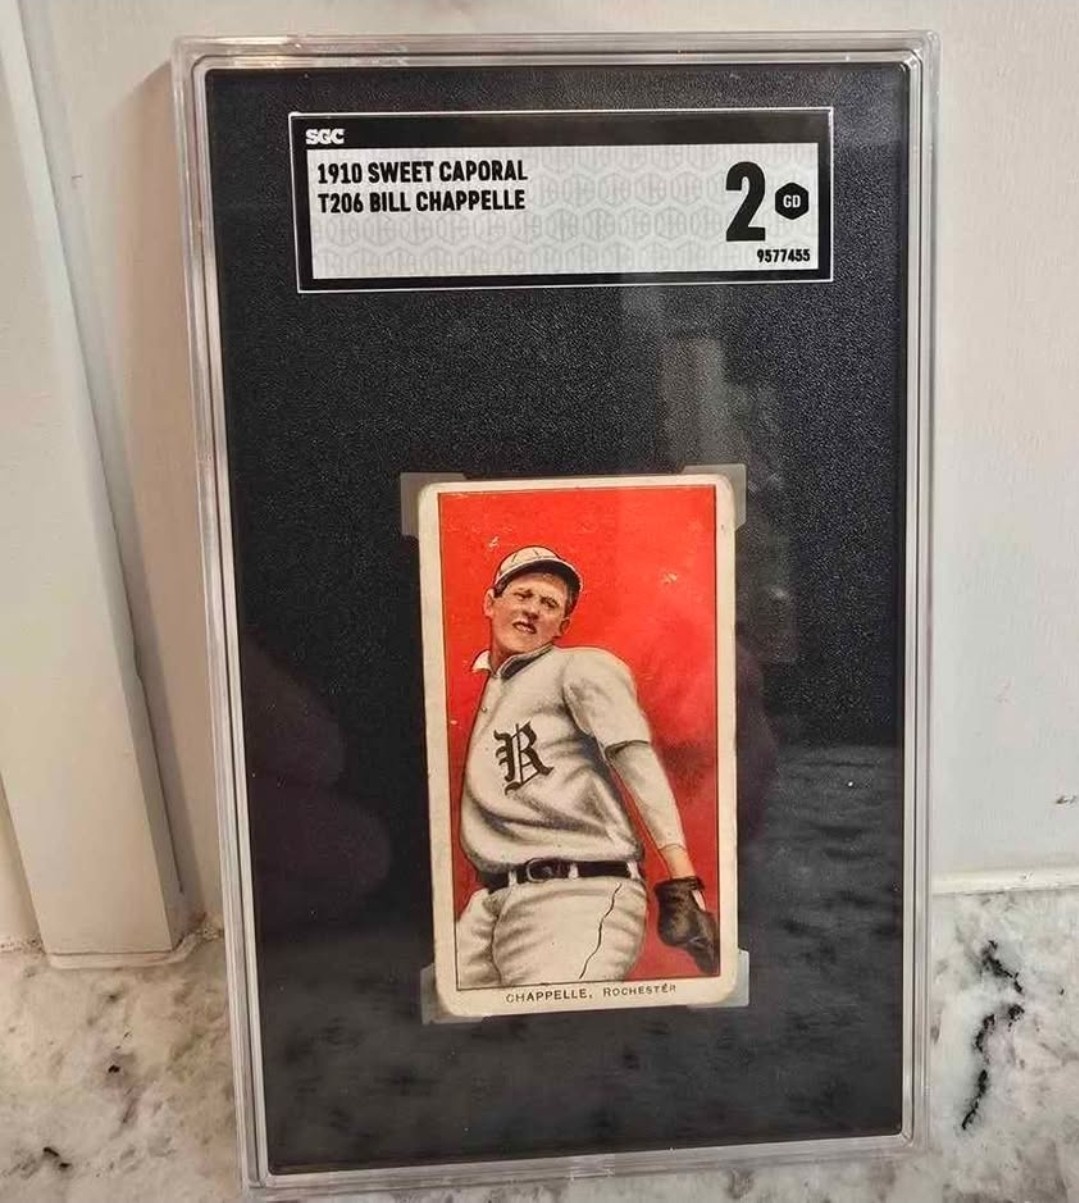 SGC
1910 SWEET CAPORAL
T206 BILL CHAPPELLE
2 GD
9577455
R
CHAPPELLE, ROCHESTER